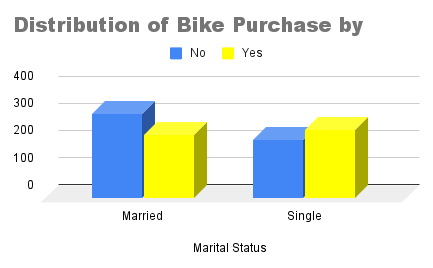 Distribution of Bike Purchase by
No Yes
400
300
200
100
0
Married Single
Marital Status